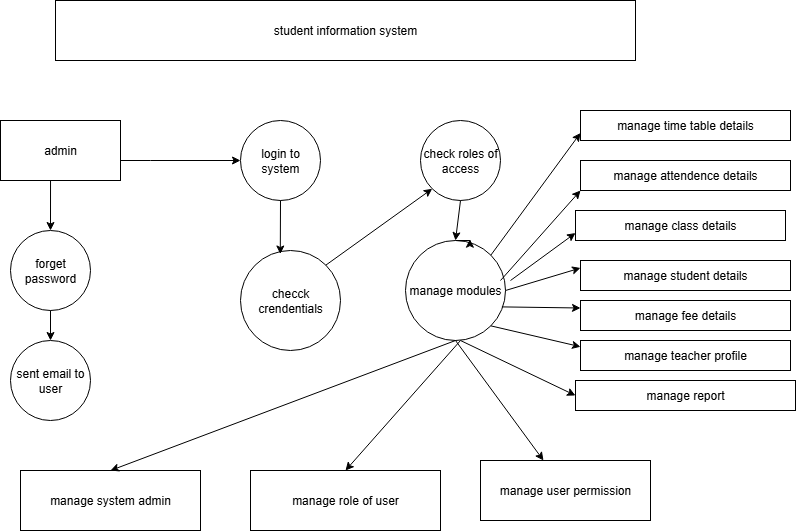 student information system
admin
login to
system
check roles of
access
manage time table details
manage attendence details
manage class details
forget
password
checck
crendentials
manage modules
manage student details
manage fee details
manage teacher profile
sent email to
user
manage report
manage system admin
manage role of user
manage user permission